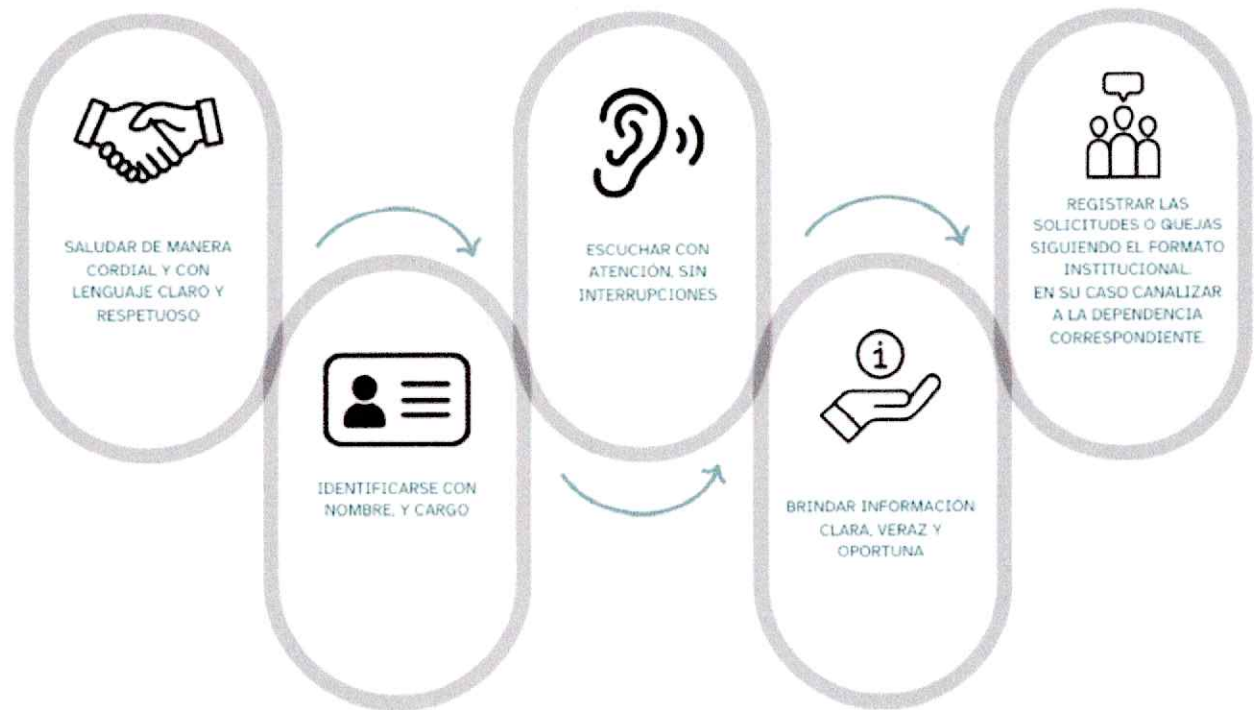 SALUDAR DE MANERA
CORDIAL Y CON
LENGUAJE CLARO Y
RESPETUOSO
IDENTIFICARSE CON
NOMBRE, Y CARGO
ESCUCHAR CON
ATENCIÓN, SIN
INTERRUPCIONES
i
BRINDAR INFORMACIÓN
CLARA, VERAZ Y
OPORTUNA
REGISTRAR LAS
SOLICITUDES O QUEJAS
SIGUIENDO EL FORMATO
INSTITUCIONAL.
EN SU CASO CANALIZAR
A LA DEPENDENCIA
CORRESPONDIENTE.